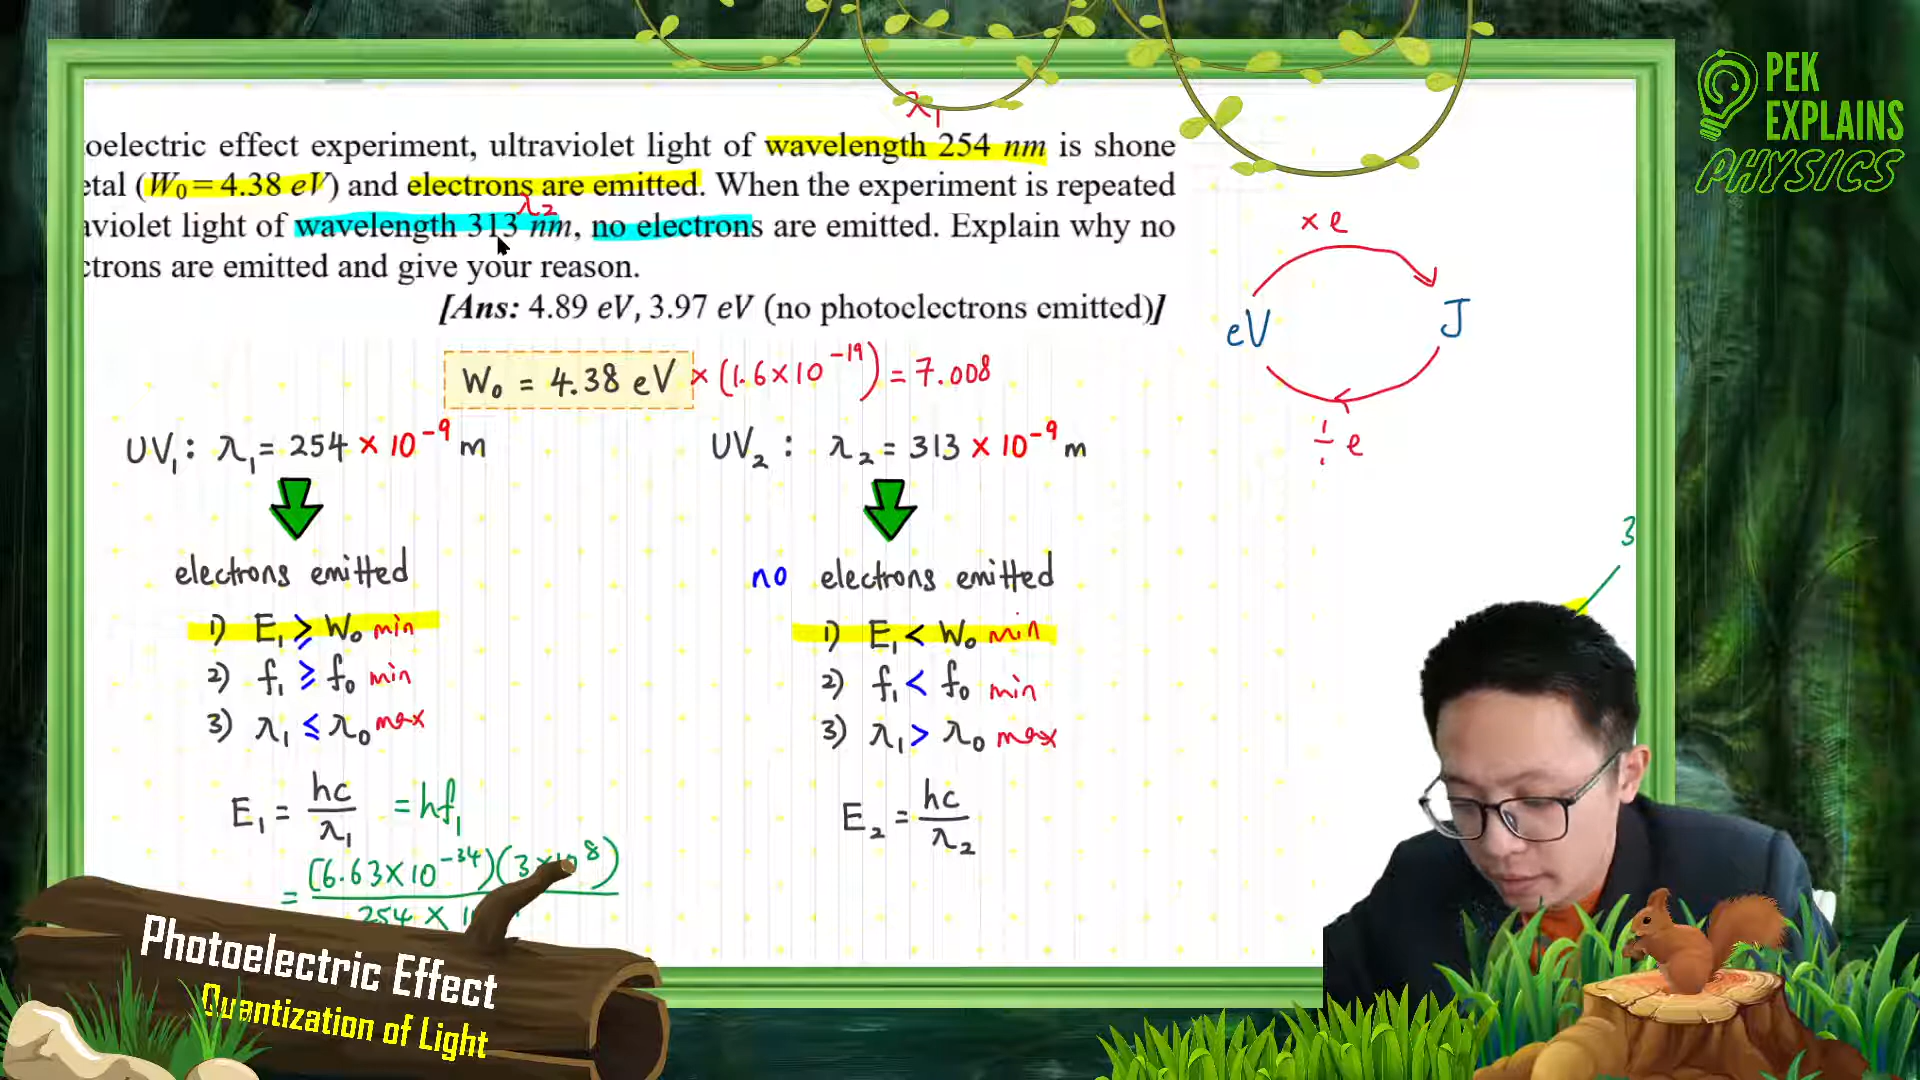 PEK
EXPLAINS
PHYSICS
λ₁
oelectric effect experiment, ultraviolet light of wavelength 254 nm is shone
etal (W₀ = 4.38 eV) and electrons are emitted. When the experiment is repeated
λ₂
aviolet light of wavelength 313 nm, no electrons are emitted. Explain why no
ctrons are emitted and give your reason.
[Ans: 4.89 eV, 3.97 eV (no photoelectrons emitted)]
× e
eV
J
÷ e
W₀ = 4.38 eV × (1.6×10⁻¹⁹) = 7.008
UV₁ : λ₁ = 254 × 10⁻⁹ m
UV₂ : λ₂ = 313 × 10⁻⁹ m
electrons emitted
no electrons emitted
1) E₁ ≥ W₀ min
1) E₁ < W₀ min
2) f₁ ≥ f₀ min
2) f₁ < f₀ min
3) λ₁ ≤ λ₀ max
3) λ₁ > λ₀ max
E₁ = hc/λ₁ = hf₁
E₂ = hc/λ₂
= (6.63×10⁻³⁴)(3×10⁸)
254 × 1
3
Photoelectric Effect
Quantization of Light